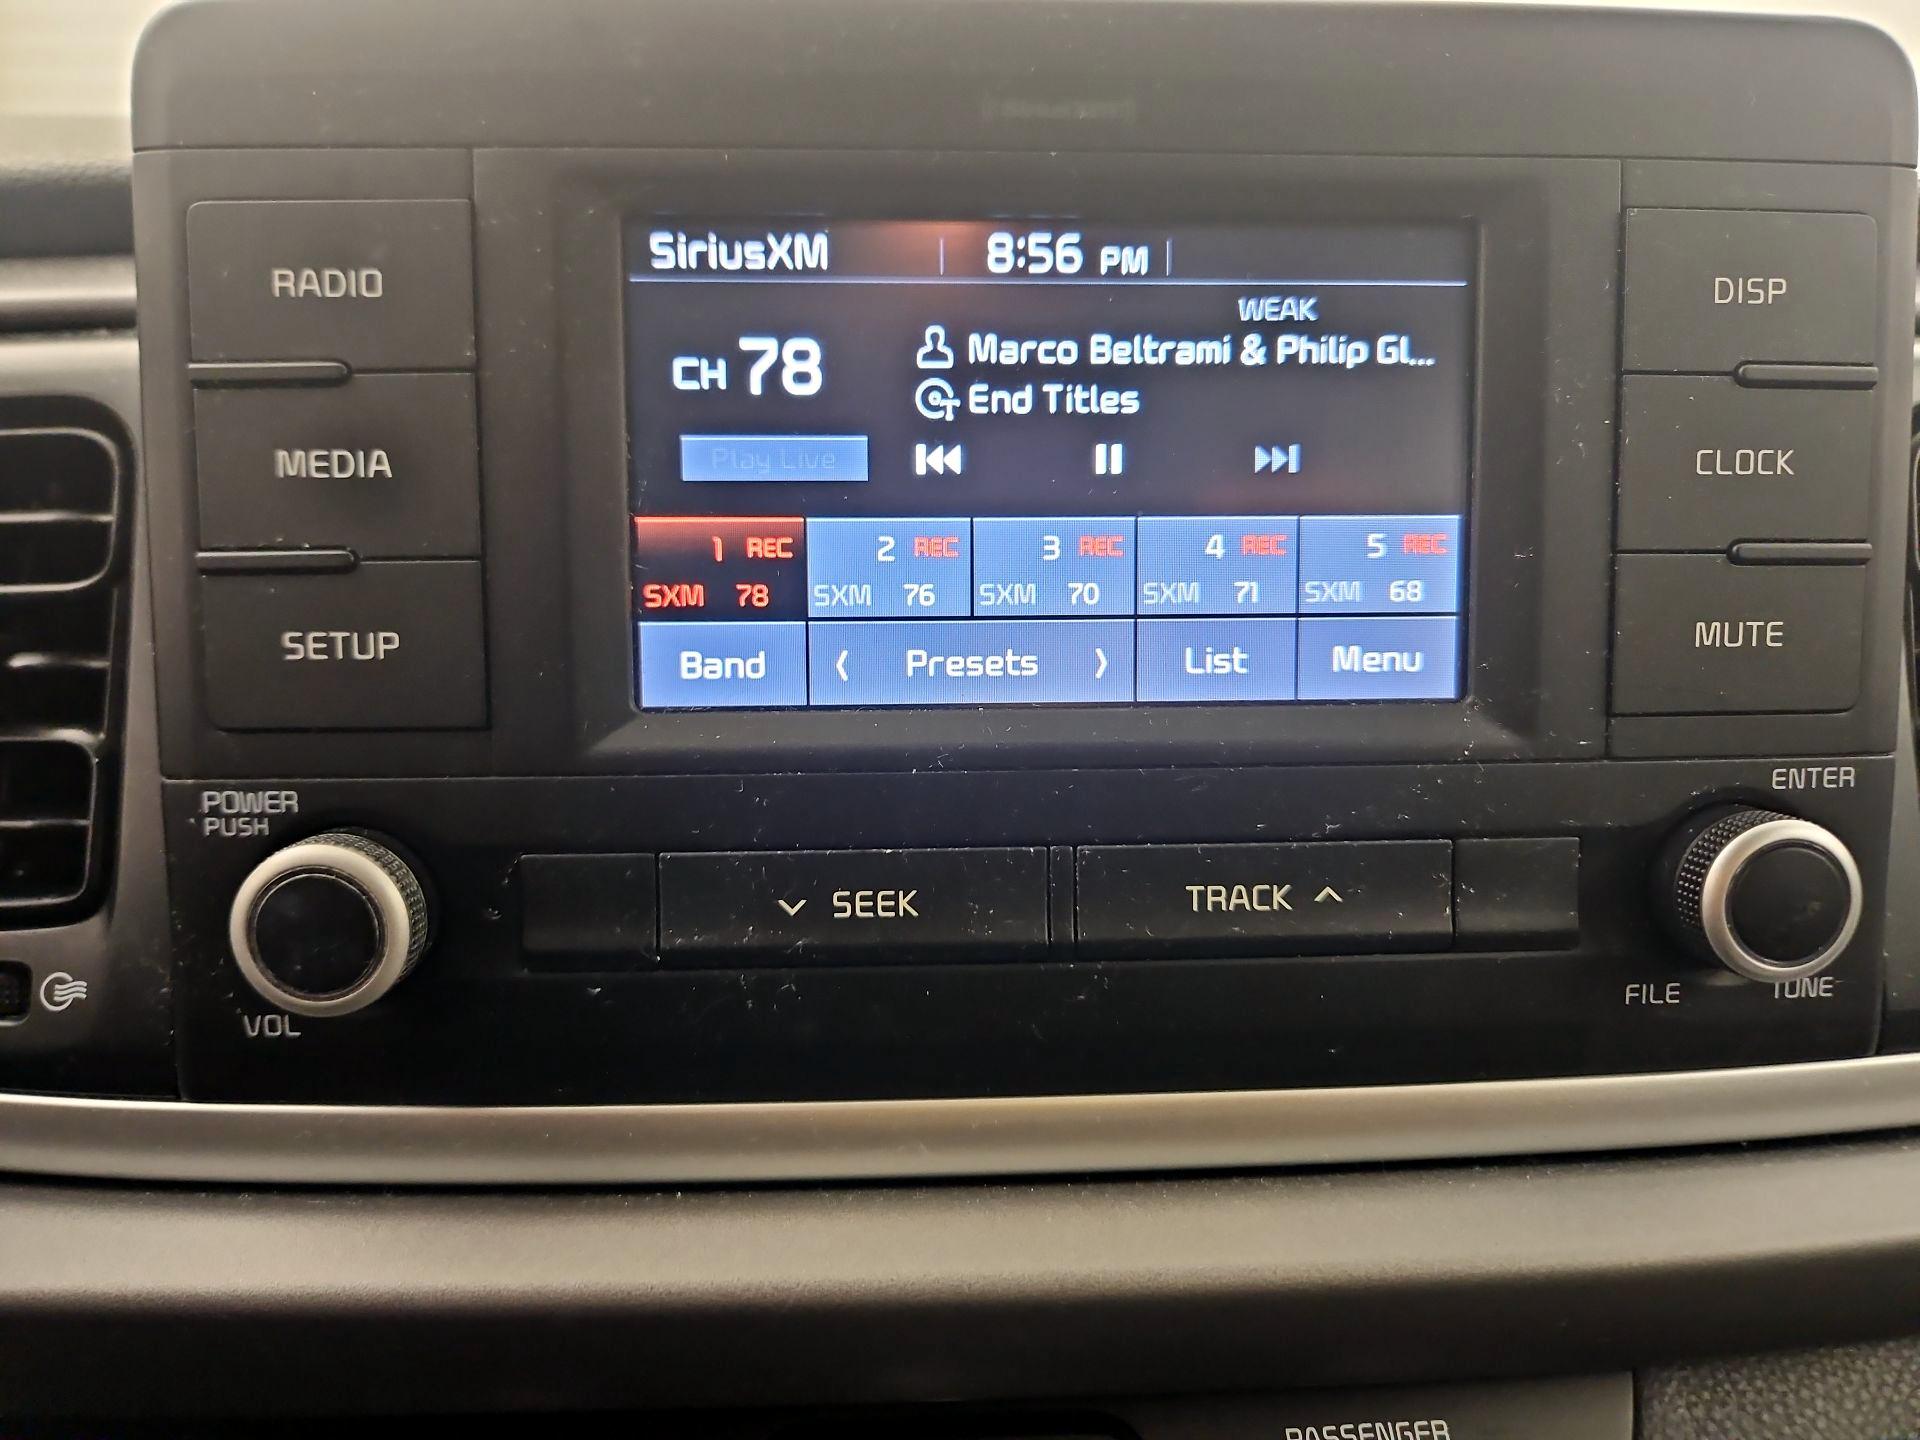 SiriusXM 8:56 PM
WEAK
CH 78
Marco Beltrami & Philip Gl...
End Titles
Play Live
1 REC 2 REC 3 REC 4 REC 5 REC
SXM 78 SXM 76 SXM 70 SXM 71 SXM 68
Band < Presets > List Menu
RADIO
MEDIA
SETUP
DISP
CLOCK
MUTE
POWER
PUSH
VOL
SEEK
TRACK
ENTER
FILE
TUNE
PASSENGER